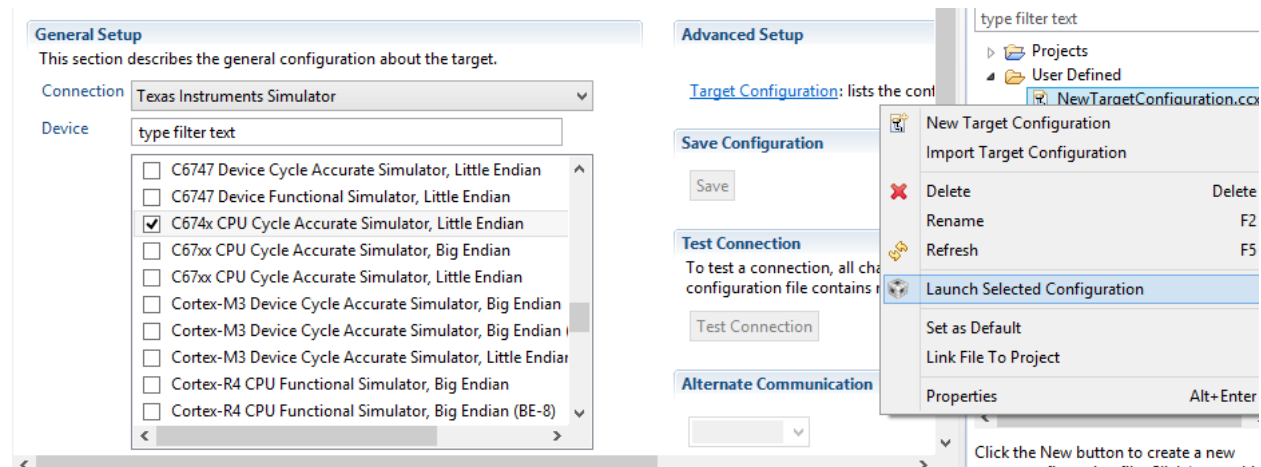 General Setup
This section describes the general configuration about the target.
Connection Texas Instruments Simulator
Device type filter text
C6747 Device Cycle Accurate Simulator, Little Endian
C6747 Device Functional Simulator, Little Endian
C674x CPU Cycle Accurate Simulator, Little Endian
C67xx CPU Cycle Accurate Simulator, Big Endian
C67xx CPU Cycle Accurate Simulator, Little Endian
Cortex-M3 Device Cycle Accurate Simulator, Big Endian
Cortex-M3 Device Cycle Accurate Simulator, Big Endian (
Cortex-M3 Device Cycle Accurate Simulator, Little Endian
Cortex-R4 CPU Functional Simulator, Big Endian
Cortex-R4 CPU Functional Simulator, Big Endian (BE-8)
Advanced Setup
Target Configuration: lists the conf
Save Configuration
Save
Test Connection
To test a connection, all cha
configuration file contains
Test Connection
Alternate Communication
type filter text
Projects
User Defined
NewTargetConfiguration.ccx
New Target Configuration
Import Target Configuration
Delete Delete
Rename F2
Refresh F5
Launch Selected Configuration
Set as Default
Link File To Project
Properties Alt+Enter
Click the New button to create a new